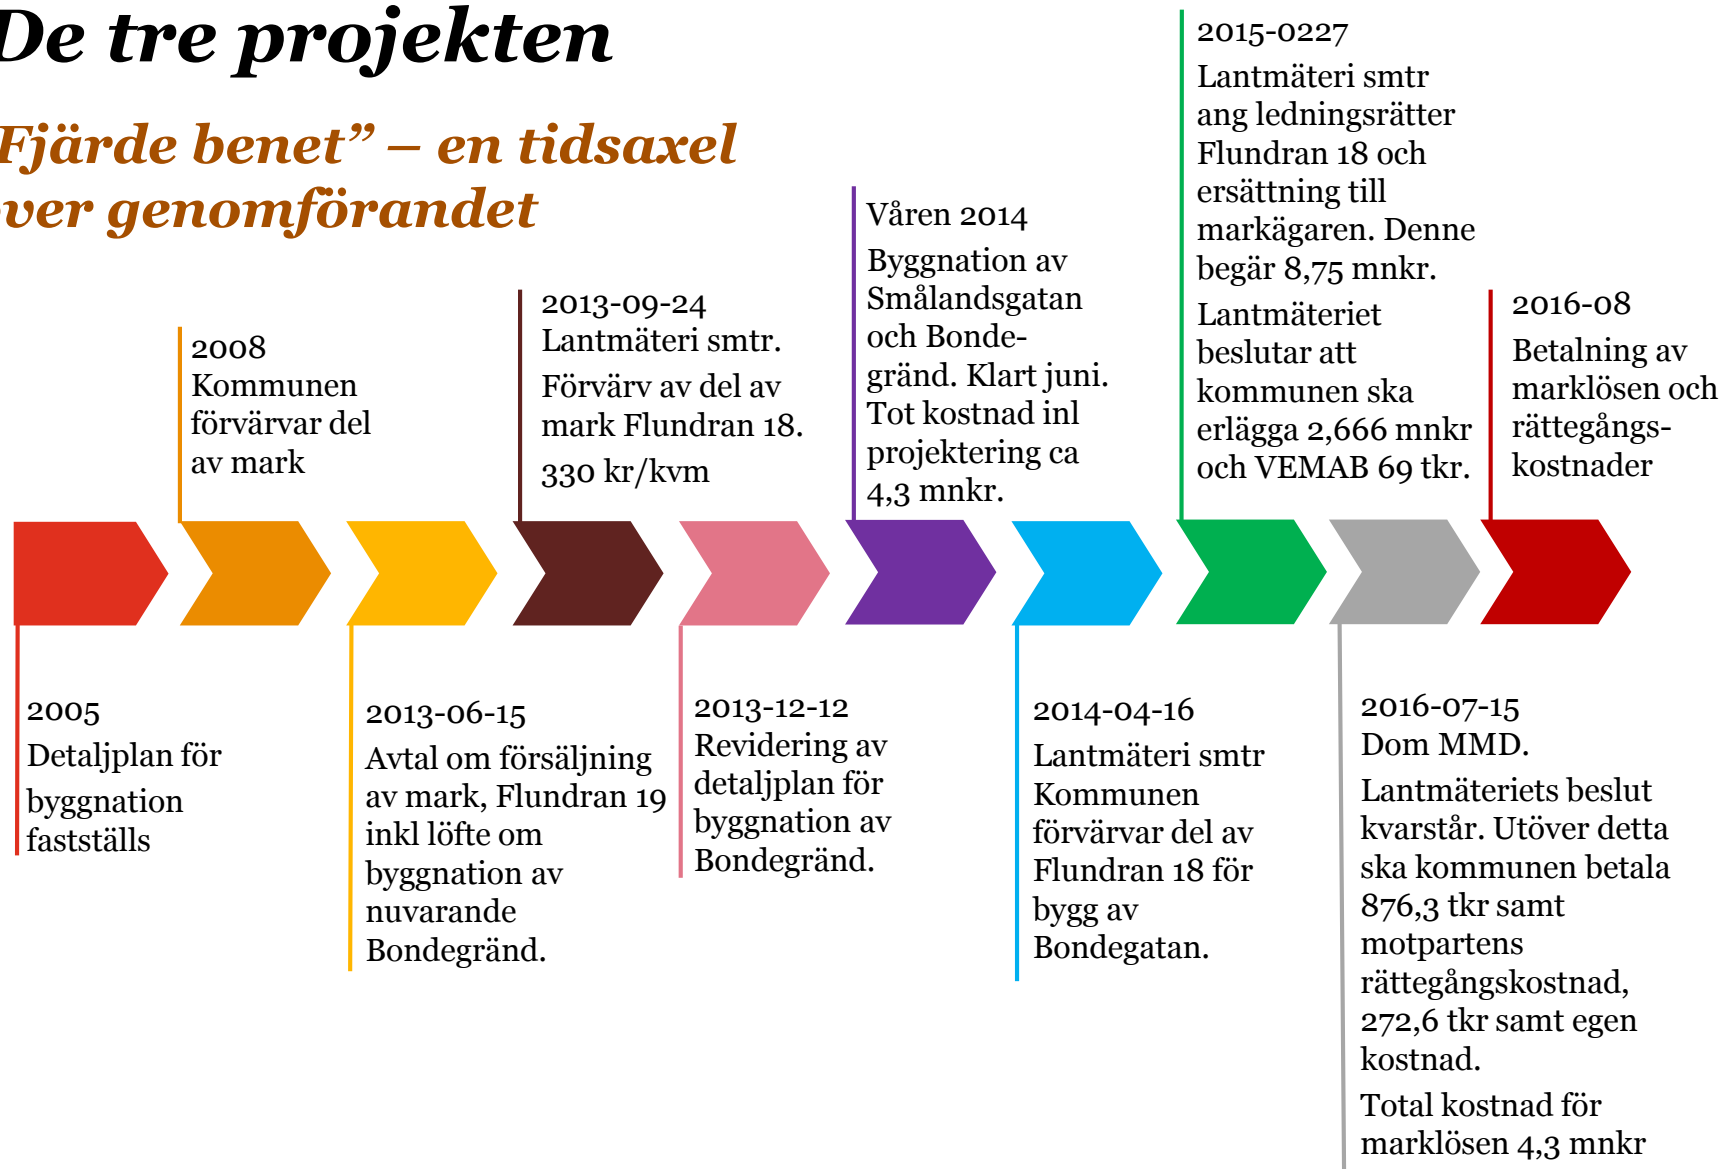 De tre projekten
Fjärde benet” – en tidsaxel
över genomförandet
2005
Detaljplan för
byggnation
fastställs
2008
Kommunen
förvärvar del
av mark
2013-06-15
Avtal om försäljning
av mark, Flundran 19
inkl löfte om
byggnation av
nuvarande
Bondegränd.
2013-09-24
Lantmäteri smtr.
Förvärv av del av
mark Flundran 18.
330 kr/kvm
2013-12-12
Revidering av
detaljplan för
byggnation av
Bondegränd.
Våren 2014
Byggnation av
Smålandsgatan
och Bonde-
gränd. Klart juni.
Tot kostnad inl
projektering ca
4,3 mnkr.
2014-04-16
Lantmäteri smtr
Kommunen
förvärvar del av
Flundran 18 för
bygg av
Bondegatan.
2015-0227
Lantmäteri smtr
ang ledningsrätter
Flundran 18 och
ersättning till
markägaren. Denne
begär 8,75 mnkr.
Lantmäteriet
beslutar att
kommunen ska
erlägga 2,666 mnkr
och VEMAB 69 tkr.
2016-07-15
Dom MMD.
Lantmäteriets beslut
kvarstår. Utöver detta
ska kommunen betala
876,3 tkr samt
motpartens
rättegångskostnad,
272,6 tkr samt egen
kostnad.
Total kostnad för
marklösen 4,3 mnkr
2016-08
Betalning av
marklösen och
rättegångs-
kostnader